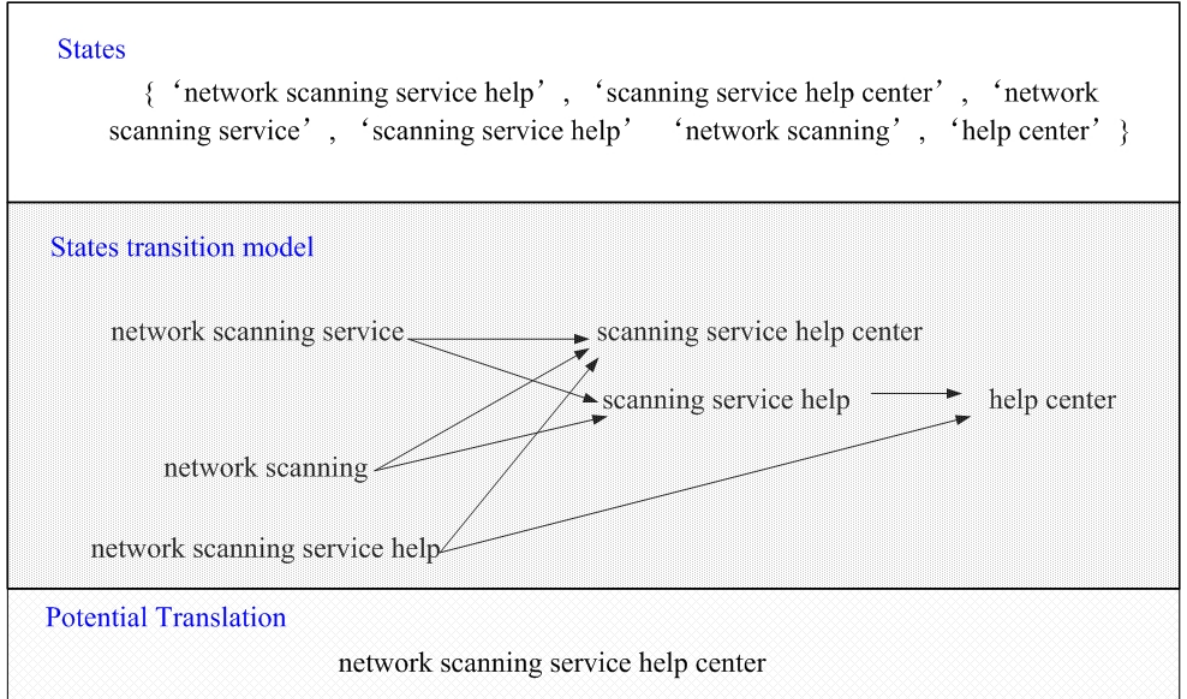 States
{ ‘network scanning service help’ , ‘scanning service help center’ , ‘network
scanning service’ , ‘scanning service help’ ‘network scanning’ , ‘help center’ }
States transition model
network scanning service
scanning service help center
scanning service help
help center
network scanning
network scanning service help
Potential Translation
network scanning service help center